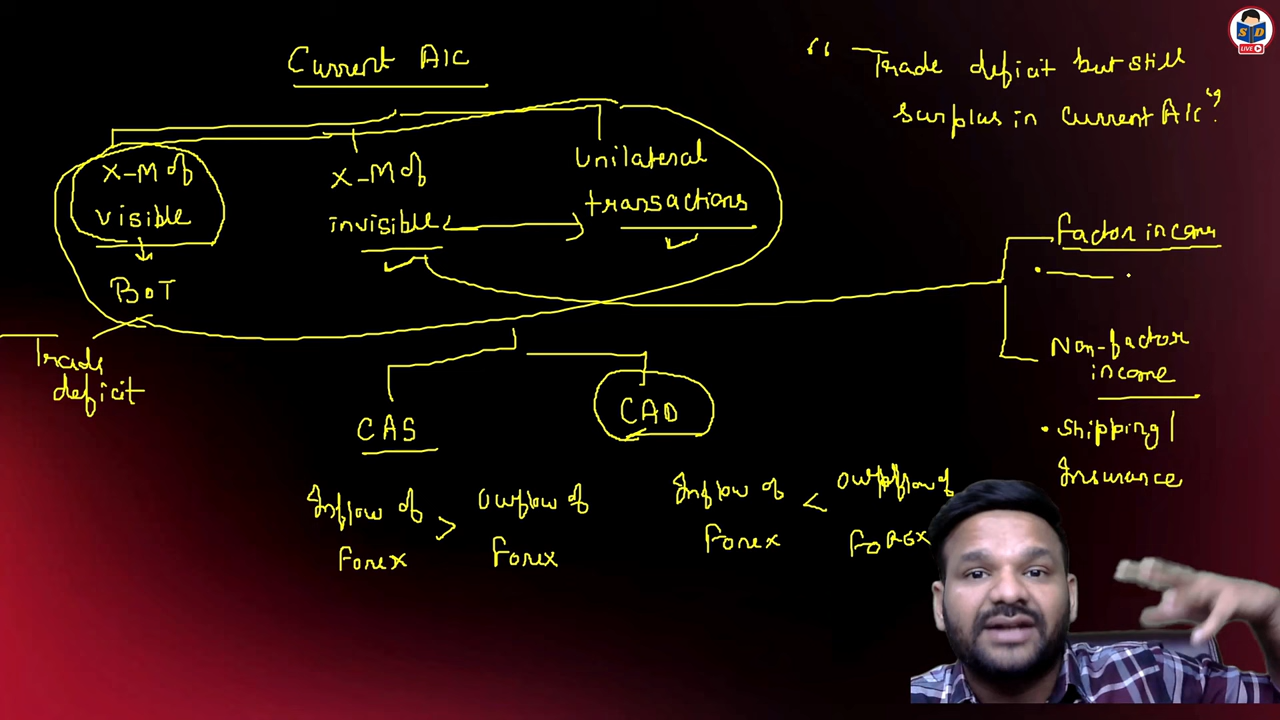 Current A/C
X-M of
visible
BOT
Trade
deficit
X-M of
invisible
Unilateral
transactions
CAS
CAD
Inflow of
Forex
>
Outflow of
Forex
Inflow of
Forex
<
Outflow of
FOREX
“ Trade deficit but still
surplus in current A/C”?
Factor income
Non-factor
income
• Shipping/
Insurance
S D
LIVE